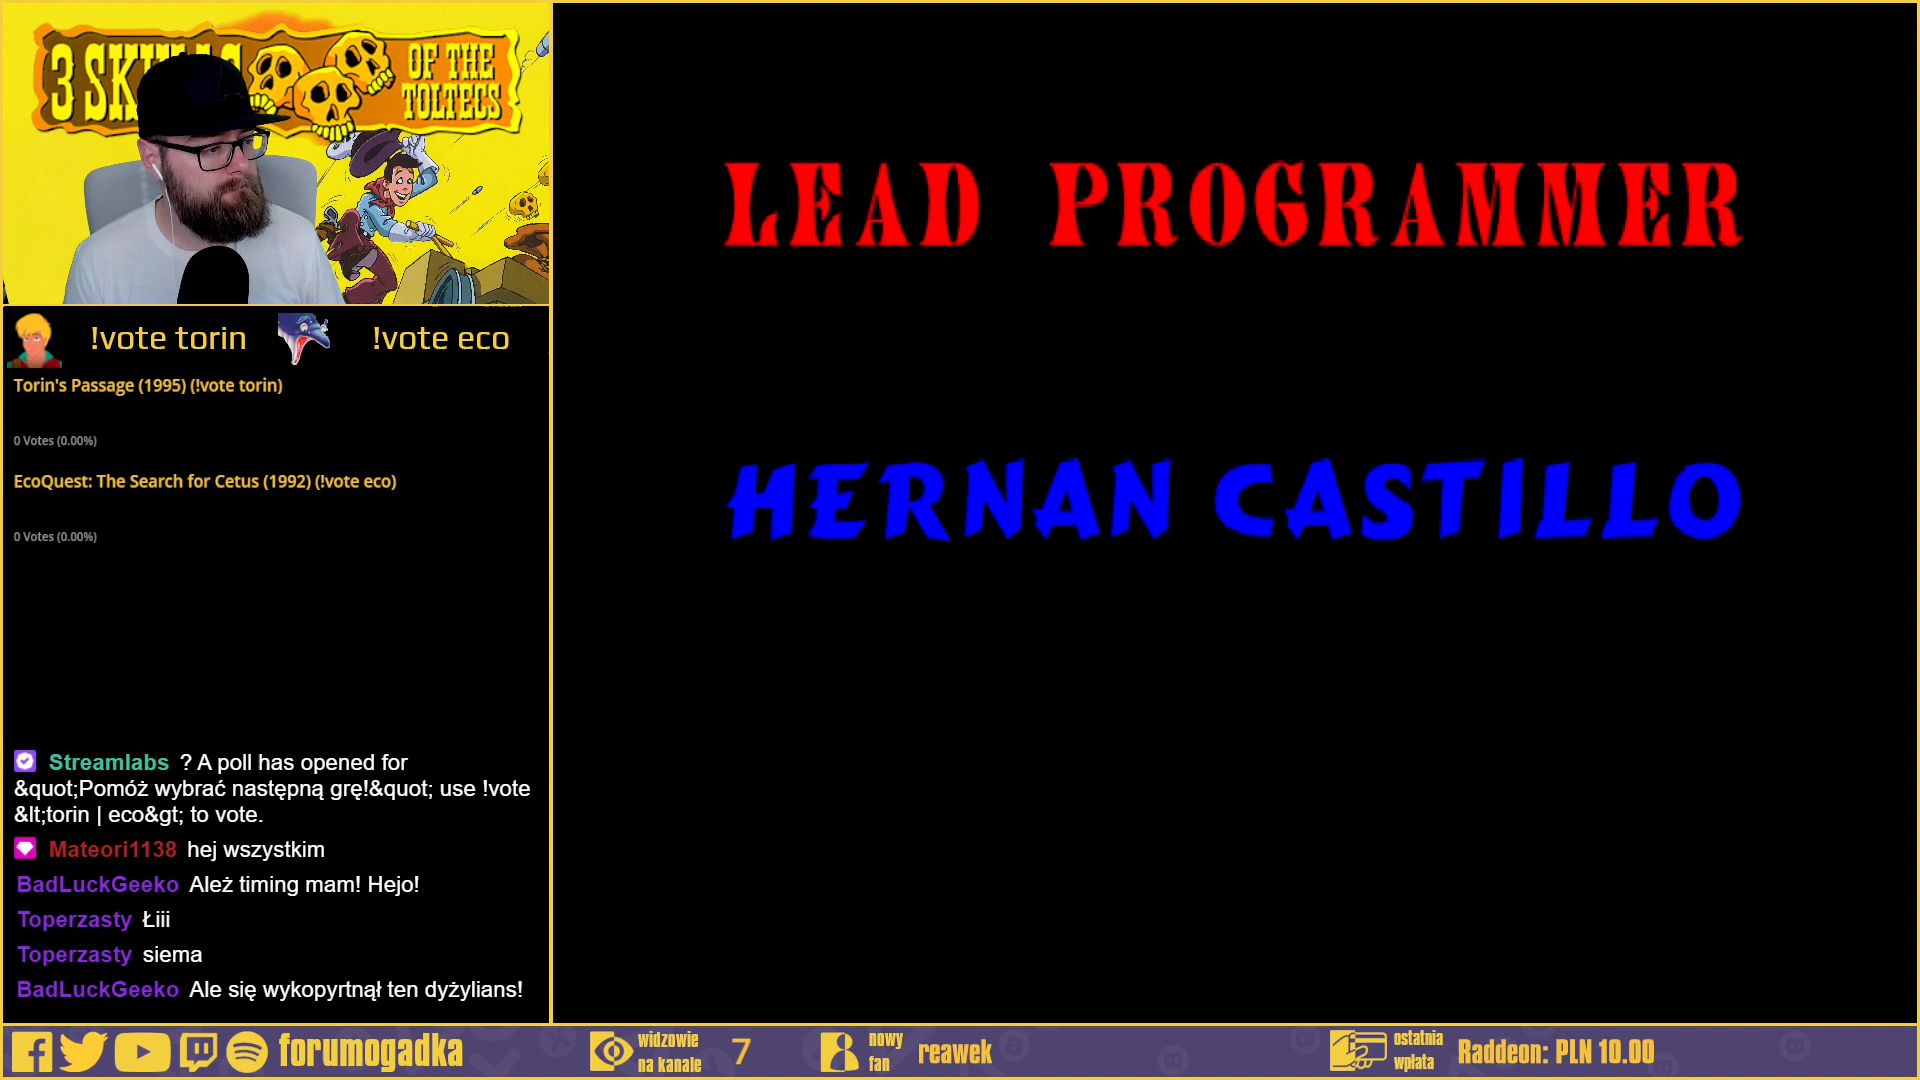 3 SK
OF THE
TOLTECS
LEAD PROGRAMMER
HERNAN CASTILLO
!vote torin
!vote eco
Torin's Passage (1995) (!vote torin)
0 Votes (0.00%)
EcoQuest: The Search for Cetus (1992) (!vote eco)
0 Votes (0.00%)
Streamlabs ? A poll has opened for
&quot;Pomóż wybrać następną grę!&quot; use !vote
&lt;torin | eco&gt; to vote.
Mateori1138 hej wszystkim
BadLuckGeeko Ależ timing mam! Hejo!
Toperzasty Łiii
Toperzasty siema
BadLuckGeeko Ale się wykopyrtnął ten dyżylians!
forumogadka
widzowie
na kanale
7
nowy
fan
reawek
ostatnia
wpłata
Raddeon: PLN 10.00